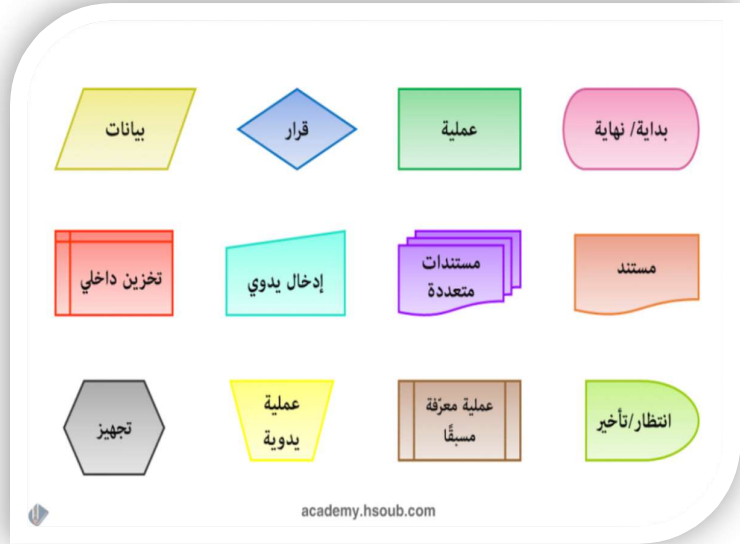 بداية/ نهاية
عملية
قرار
بيانات
مستند
مستندات
متعددة
إدخال يدوي
تخزين داخلي
انتظار/تأخير
عملية معرّفة
مسبقًا
عملية
يدوية
تجهيز
academy.hsoub.com